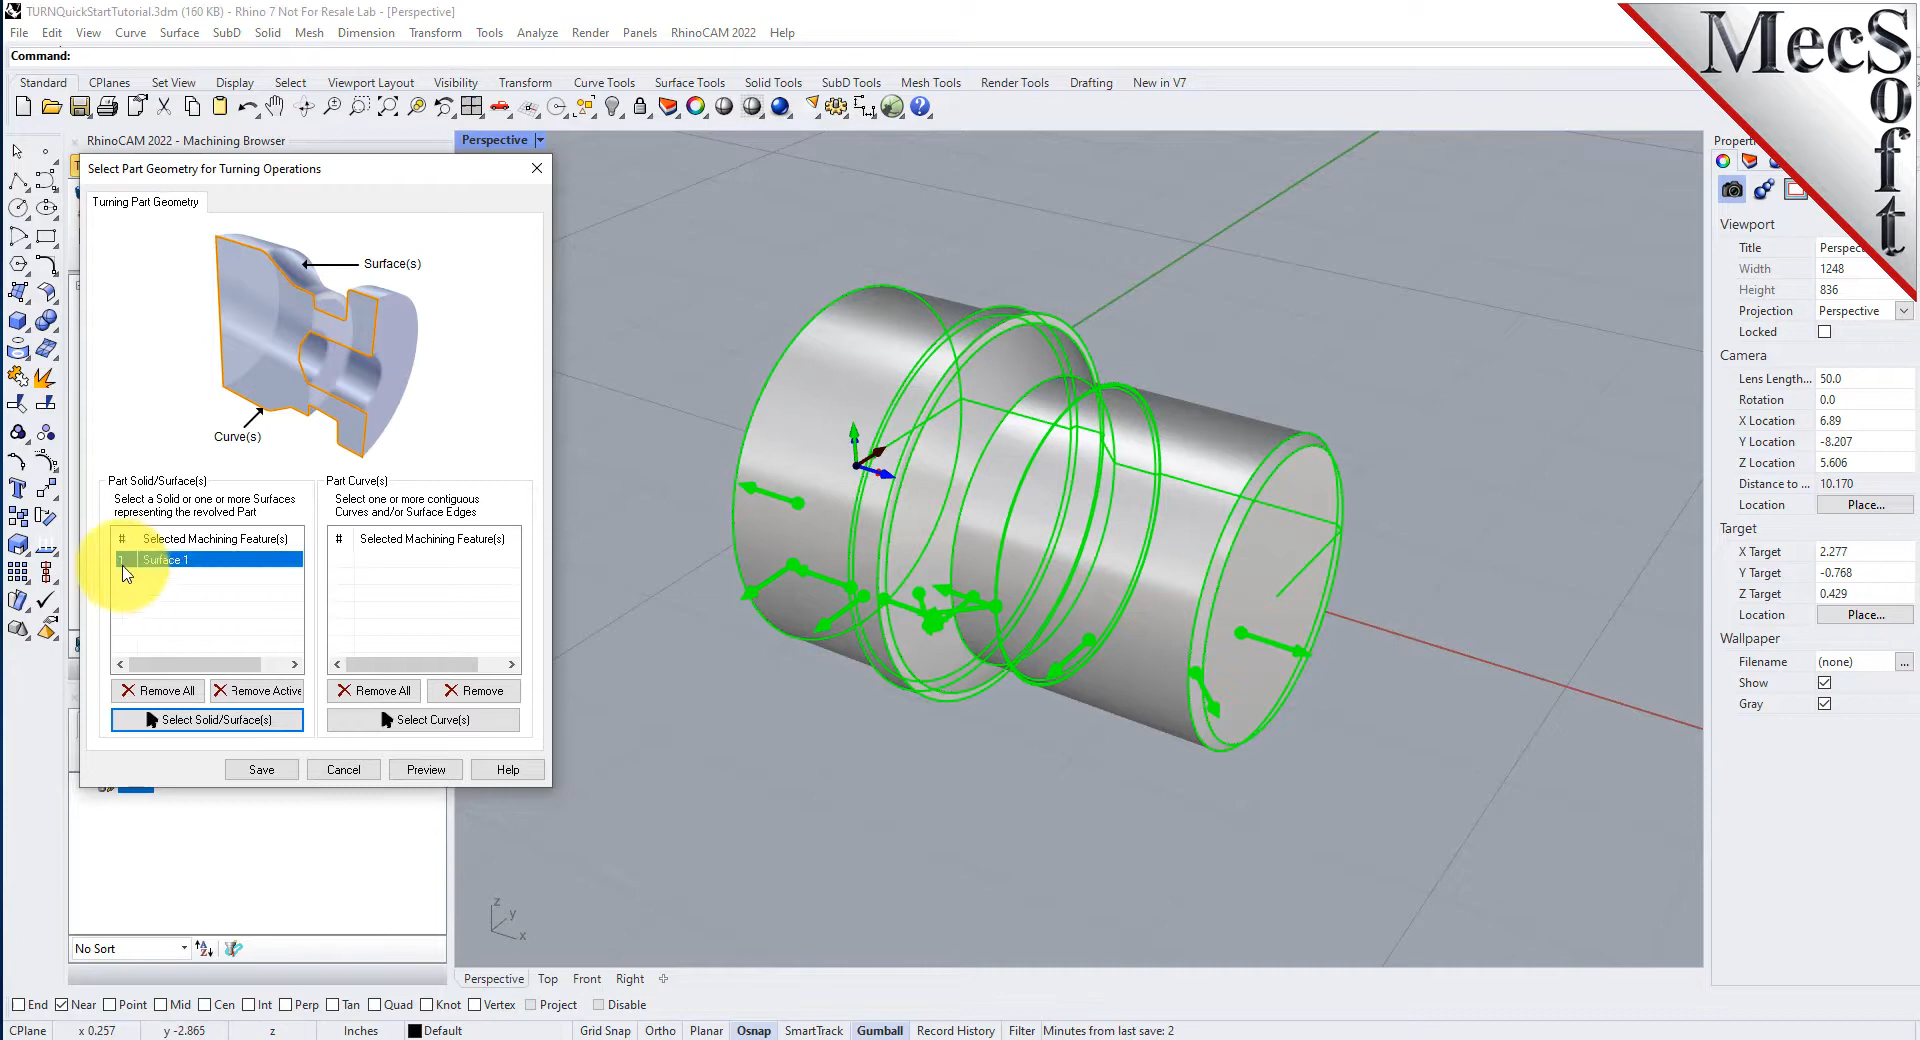 TURNQuickStartTutorial.3dm (160 KB) - Rhino 7 Not For Resale Lab - [Perspective]
File Edit View Curve Surface SubD Solid Mesh Dimension Transform Tools Analyze Render Panels RhinoCAM 2022 Help
Command:
Standard CPlanes Set View Display Select Viewport Layout Visibility Transform Curve Tools Surface Tools Solid Tools SubD Tools Mesh Tools Render Tools Drafting New in V7
MecSoft
RhinoCAM 2022 - Machining Browser
Perspective
Select Part Geometry for Turning Operations
Turning Part Geometry
Surface(s)
Curve(s)
Part Solid/Surface(s)
Select a Solid or one or more Surfaces
representing the revolved Part
# Selected Machining Feature(s)
1 Surface 1
Remove All Remove Active
Select Solid/Surface(s)
Part Curve(s)
Select one or more contiguous
Curves and/or Surface Edges
# Selected Machining Feature(s)
Remove All Remove
Select Curve(s)
Save Cancel Preview Help
No Sort
z
y
x
Viewport
Title
Width 1248
Height 836
Projection Perspective
Locked
Camera
Lens Length... 50.0
Rotation 0.0
X Location 6.89
Y Location -8.207
Z Location 5.606
Distance to ... 10.170
Location Place...
Target
X Target 2.277
Y Target -0.768
Z Target 0.429
Location Place...
Wallpaper
Filename (none) ...
Show
Gray
Perspective Top Front Right
End Near Point Mid Cen Int Perp Tan Quad Knot Vertex Project Disable
CPlane x 0.257 y -2.865 z Inches Default Grid Snap Ortho Planar Osnap SmartTrack Gumball Record History Filter Minutes from last save: 2